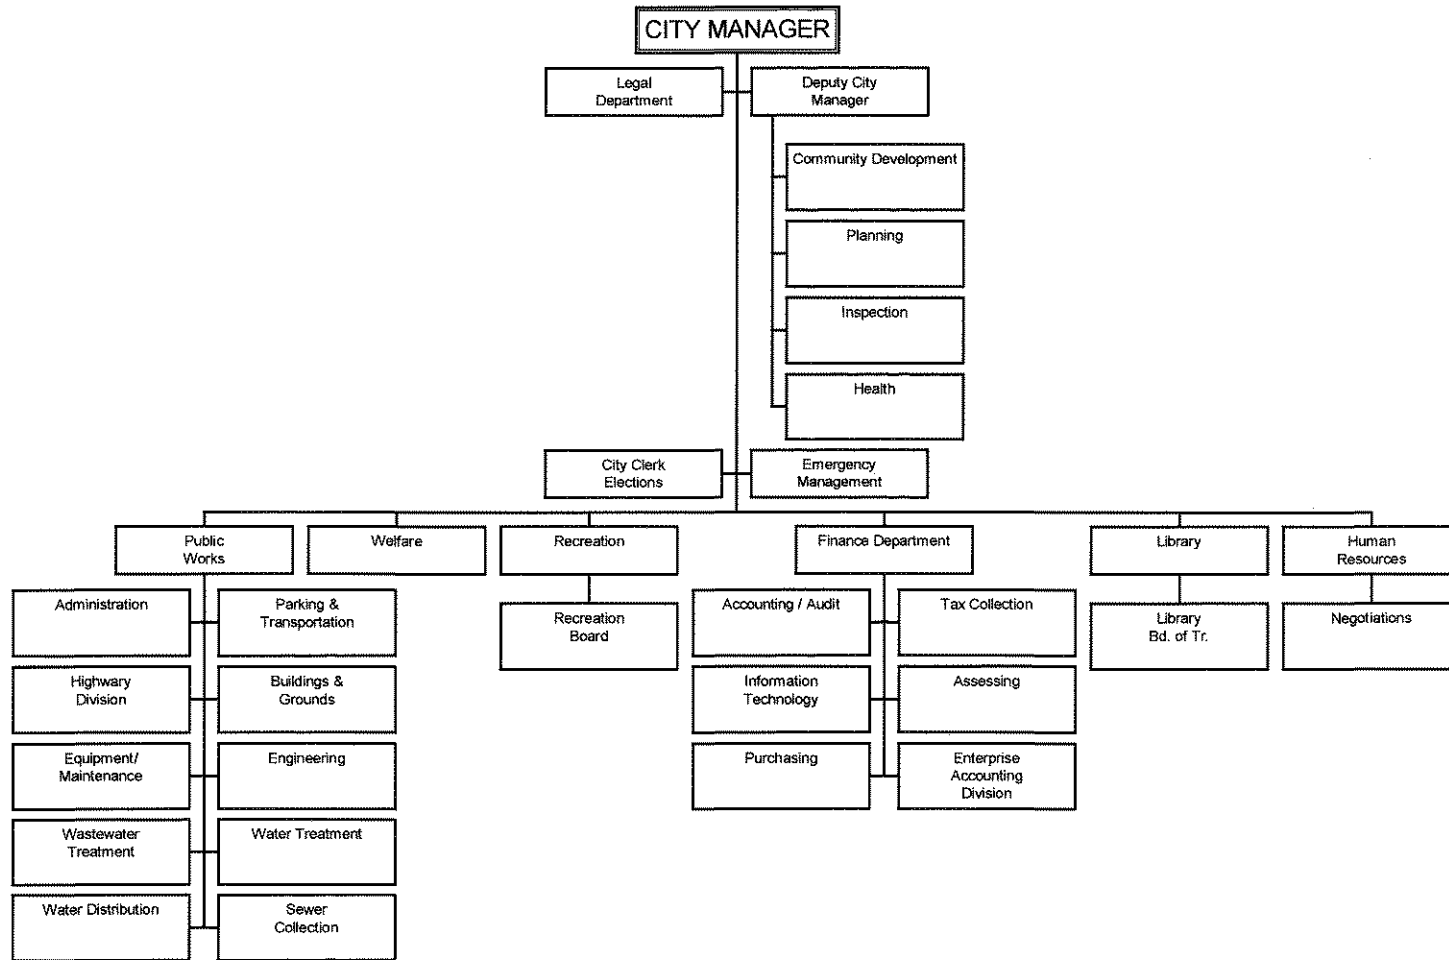 CITY MANAGER
Legal
Department
Deputy City
Manager
Community Development
Planning
Inspection
Health
City Clerk
Elections
Emergency
Management
Public
Works
Welfare
Recreation
Finance Department
Library
Human
Resources
Administration
Parking &
Transportation
Recreation
Board
Accounting / Audit
Tax Collection
Library
Bd. of Tr.
Negotiations
Highwary
Division
Buildings &
Grounds
Information
Technology
Assessing
Equipment/
Maintenance
Engineering
Purchasing
Enterprise
Accounting
Division
Wastewater
Treatment
Water Treatment
Water Distribution
Sewer
Collection